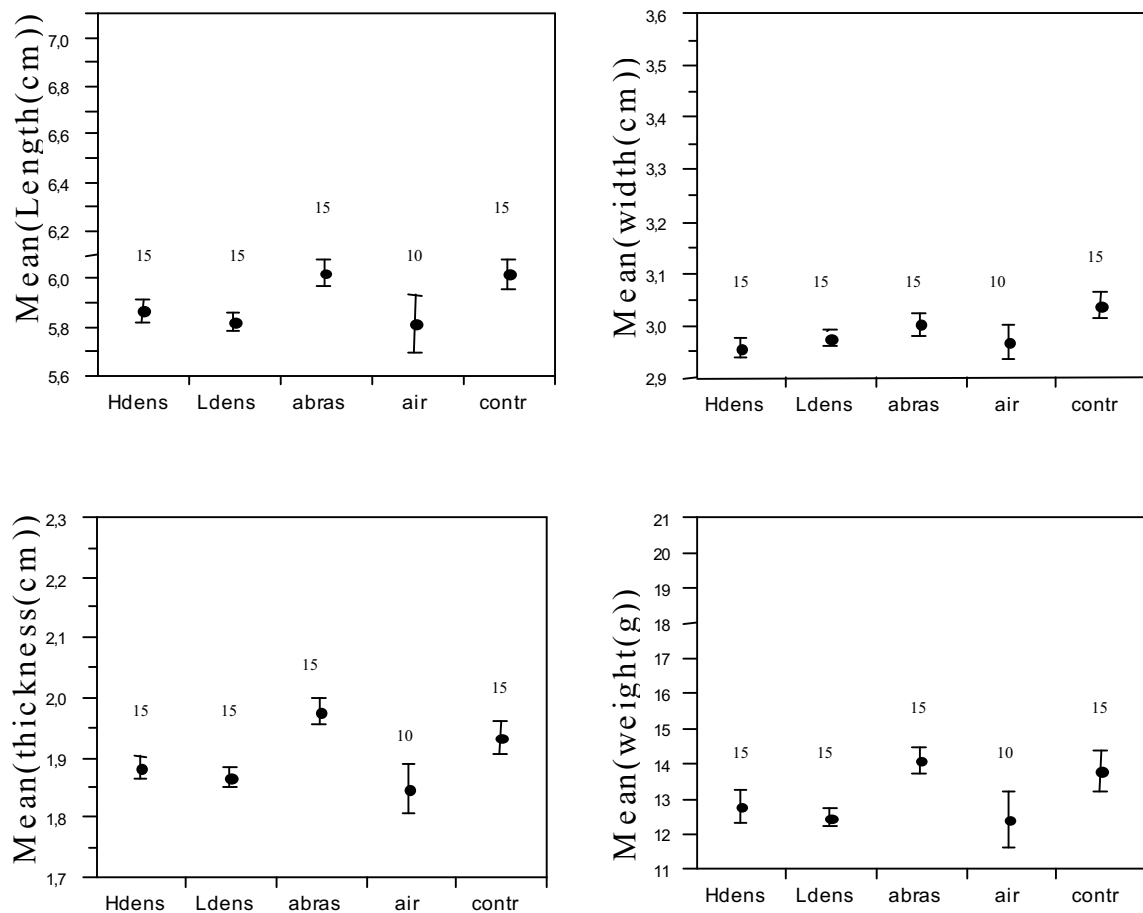 Mean(Length(cm))
7,0
6,8
6,6
6,4
6,2
6,0
5,8
5,6
15 15 15 10 15
Hdens Ldens abras air contr
Mean(width(cm))
3,6
3,5
3,4
3,3
3,2
3,1
3,0
2,9
15 15 15 10 15
Hdens Ldens abras air contr
Mean(thickness(cm))
2,3
2,2
2,1
2,0
1,9
1,8
1,7
15 15 15 10 15
Hdens Ldens abras air contr
Mean(weight(g))
21
20
19
18
17
16
15
14
13
12
11
15 15 15 10 15
Hdens Ldens abras air contr